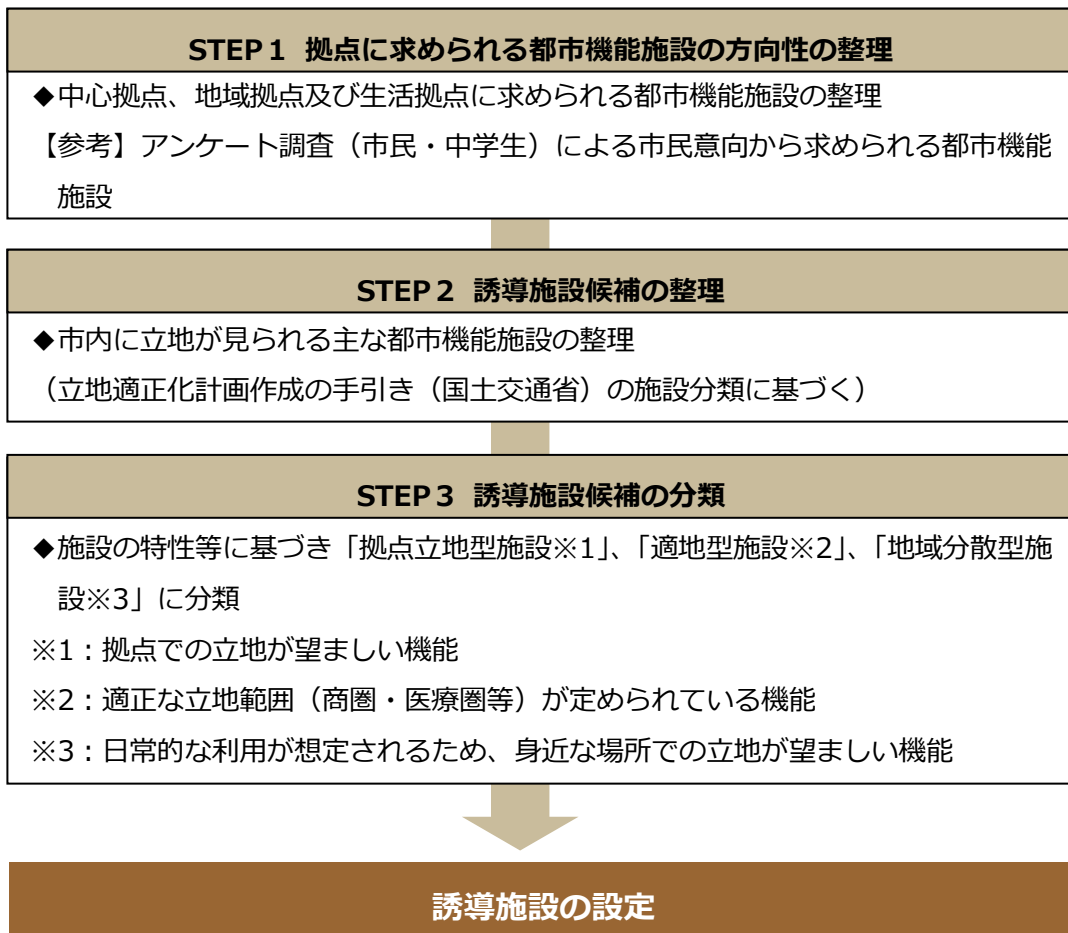 STEP1 拠点に求められる都市機能施設の方向性の整理
◆中心拠点、地域拠点及び生活拠点に求められる都市機能施設の整理
【参考】アンケート調査（市民・中学生）による市民意向から求められる都市機能
施設
STEP2 誘導施設候補の整理
◆市内に立地が見られる主な都市機能施設の整理
（立地適正化計画作成の手引き（国土交通省）の施設分類に基づく）
STEP3 誘導施設候補の分類
◆施設の特性等に基づき「拠点立地型施設※1」、「適地型施設※2」、「地域分散型施
設※3」に分類
※1：拠点での立地が望ましい機能
※2：適正な立地範囲（商圏・医療圏等）が定められている機能
※3：日常的な利用が想定されるため、身近な場所での立地が望ましい機能
誘導施設の設定